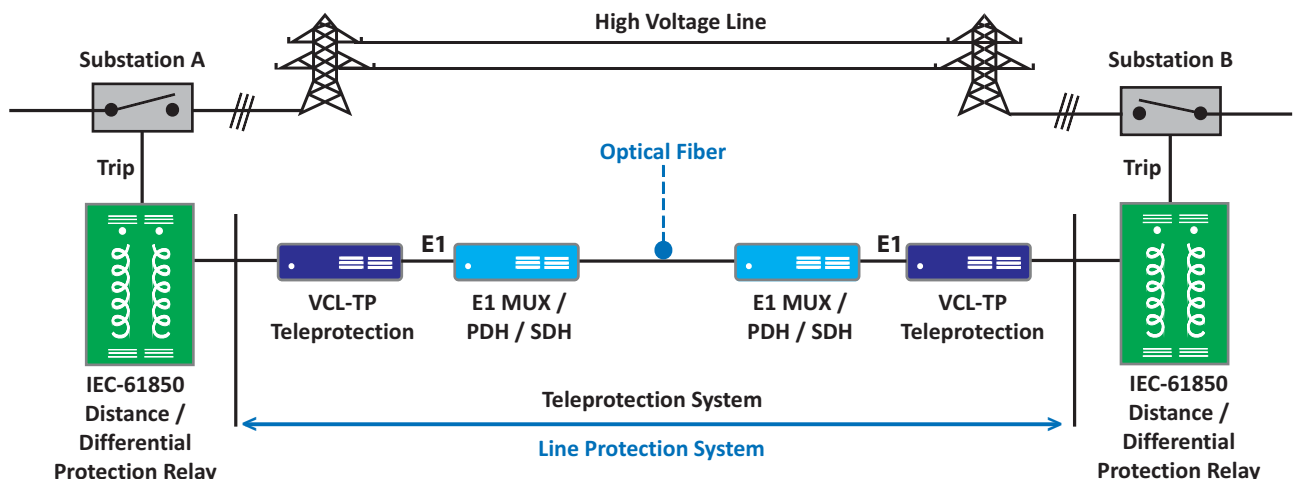 High Voltage Line
Substation A
Substation B
Trip
Optical Fiber
Trip
E1
E1
VCL-TP
Teleprotection
E1 MUX /
PDH / SDH
E1 MUX /
PDH / SDH
VCL-TP
Teleprotection
IEC-61850
Distance /
Differential
Protection Relay
Teleprotection System
Line Protection System
IEC-61850
Distance /
Differential
Protection Relay